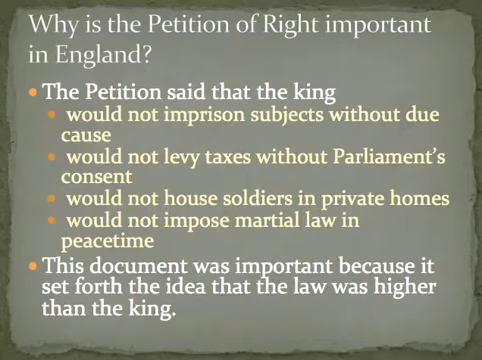 Why is the Petition of Right important
in England?
• The Petition said that the king
• would not imprison subjects without due
cause
• would not levy taxes without Parliament's
consent
• would not house soldiers in private homes
• would not impose martial law in
peacetime
• This document was important because it
set forth the idea that the law was higher
than the king.